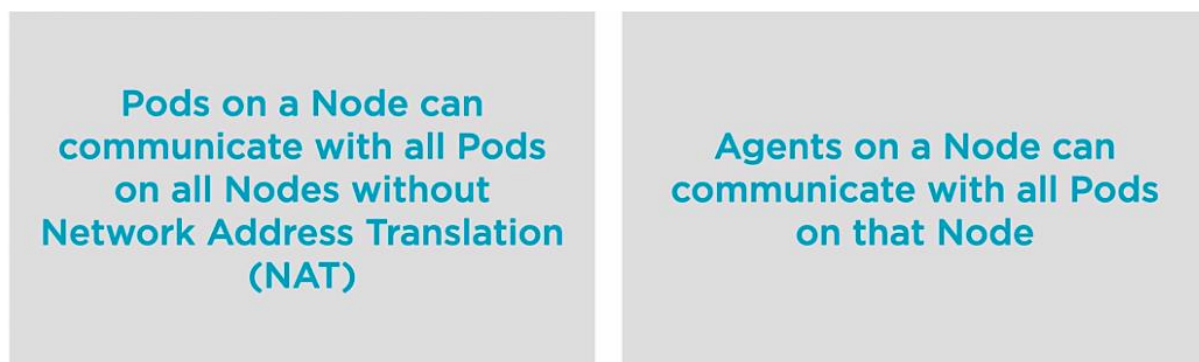 Pods on a Node can
communicate with all Pods
on all Nodes without
Network Address Translation
(NAT)
Agents on a Node can
communicate with all Pods
on that Node